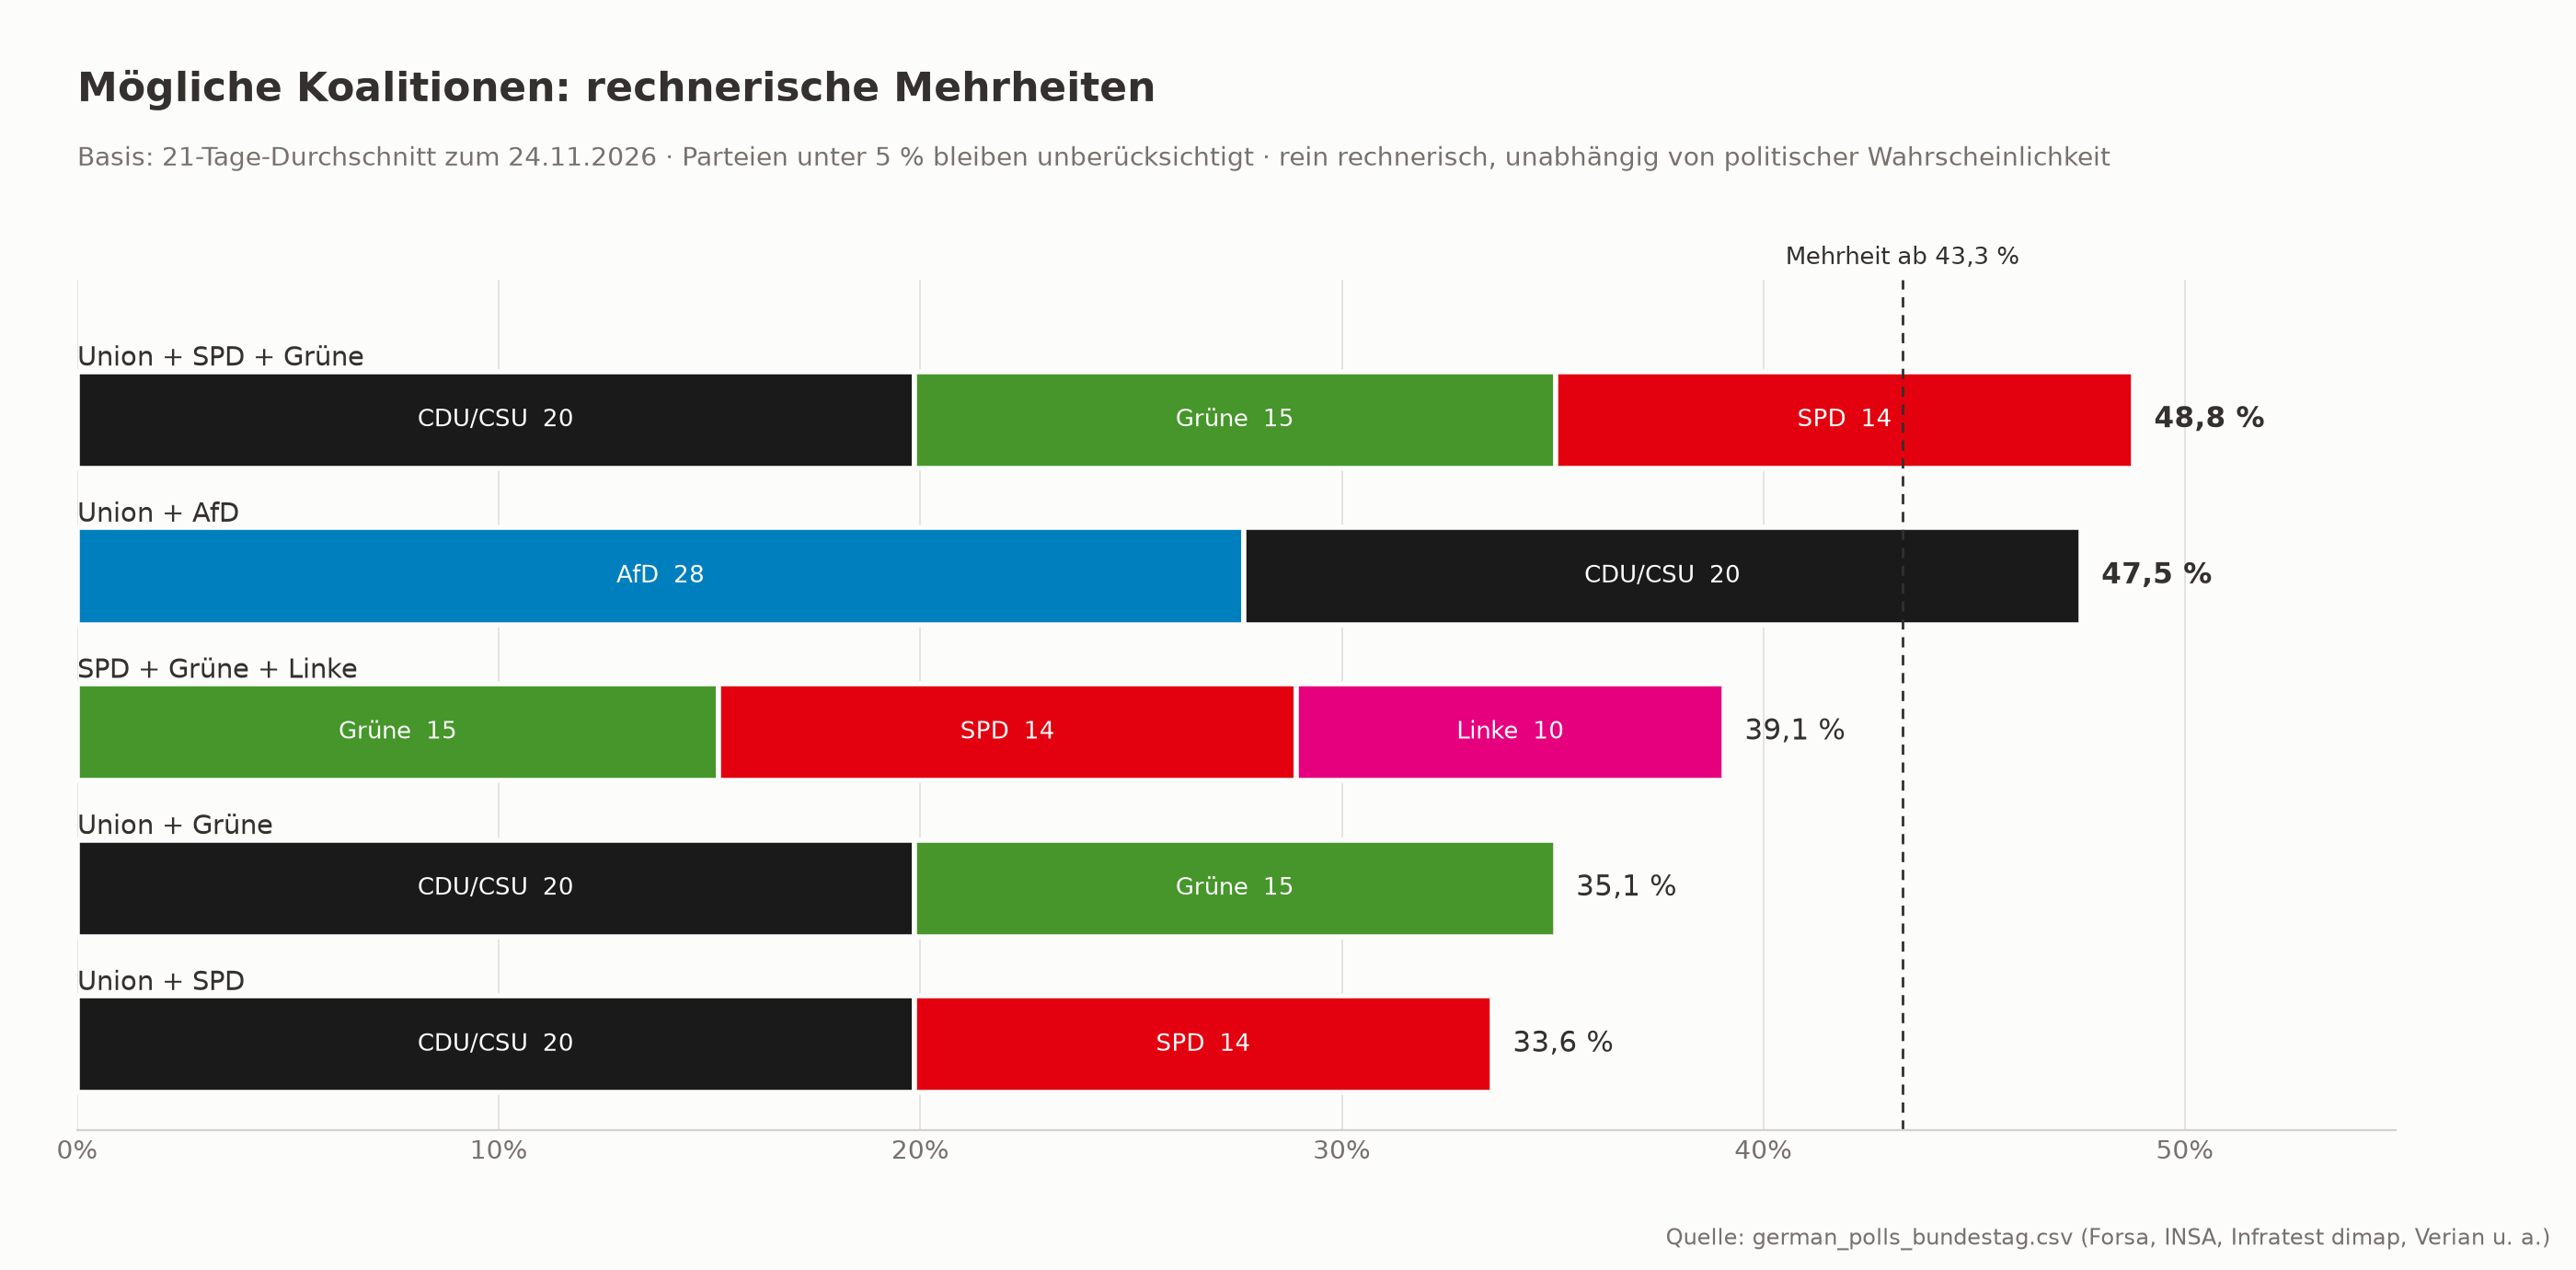 Mögliche Koalitionen: rechnerische Mehrheiten
Basis: 21-Tage-Durchschnitt zum 24.11.2026 · Parteien unter 5 % bleiben unberücksichtigt · rein rechnerisch, unabhängig von politischer Wahrscheinlichkeit
Mehrheit ab 43,3 %
Union + SPD + Grüne
CDU/CSU 20 Grüne 15 SPD 14 48,8 %
Union + AfD
AfD 28 CDU/CSU 20 47,5 %
SPD + Grüne + Linke
Grüne 15 SPD 14 Linke 10 39,1 %
Union + Grüne
CDU/CSU 20 Grüne 15 35,1 %
Union + SPD
CDU/CSU 20 SPD 14 33,6 %
0% 10% 20% 30% 40% 50%
Quelle: german_polls_bundestag.csv (Forsa, INSA, Infratest dimap, Verian u. a.)